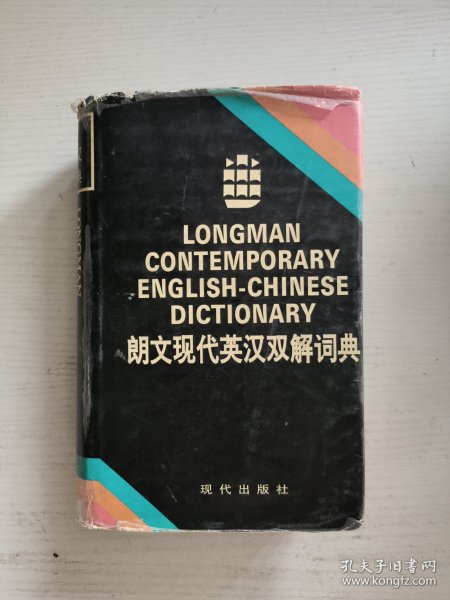 LONGMAN
CONTEMPORARY
ENGLISH-CHINESE
DICTIONARY
朗文现代英汉双解词典
现代出版社
LONGMAN
孔夫子旧书网
www.kongfz.com